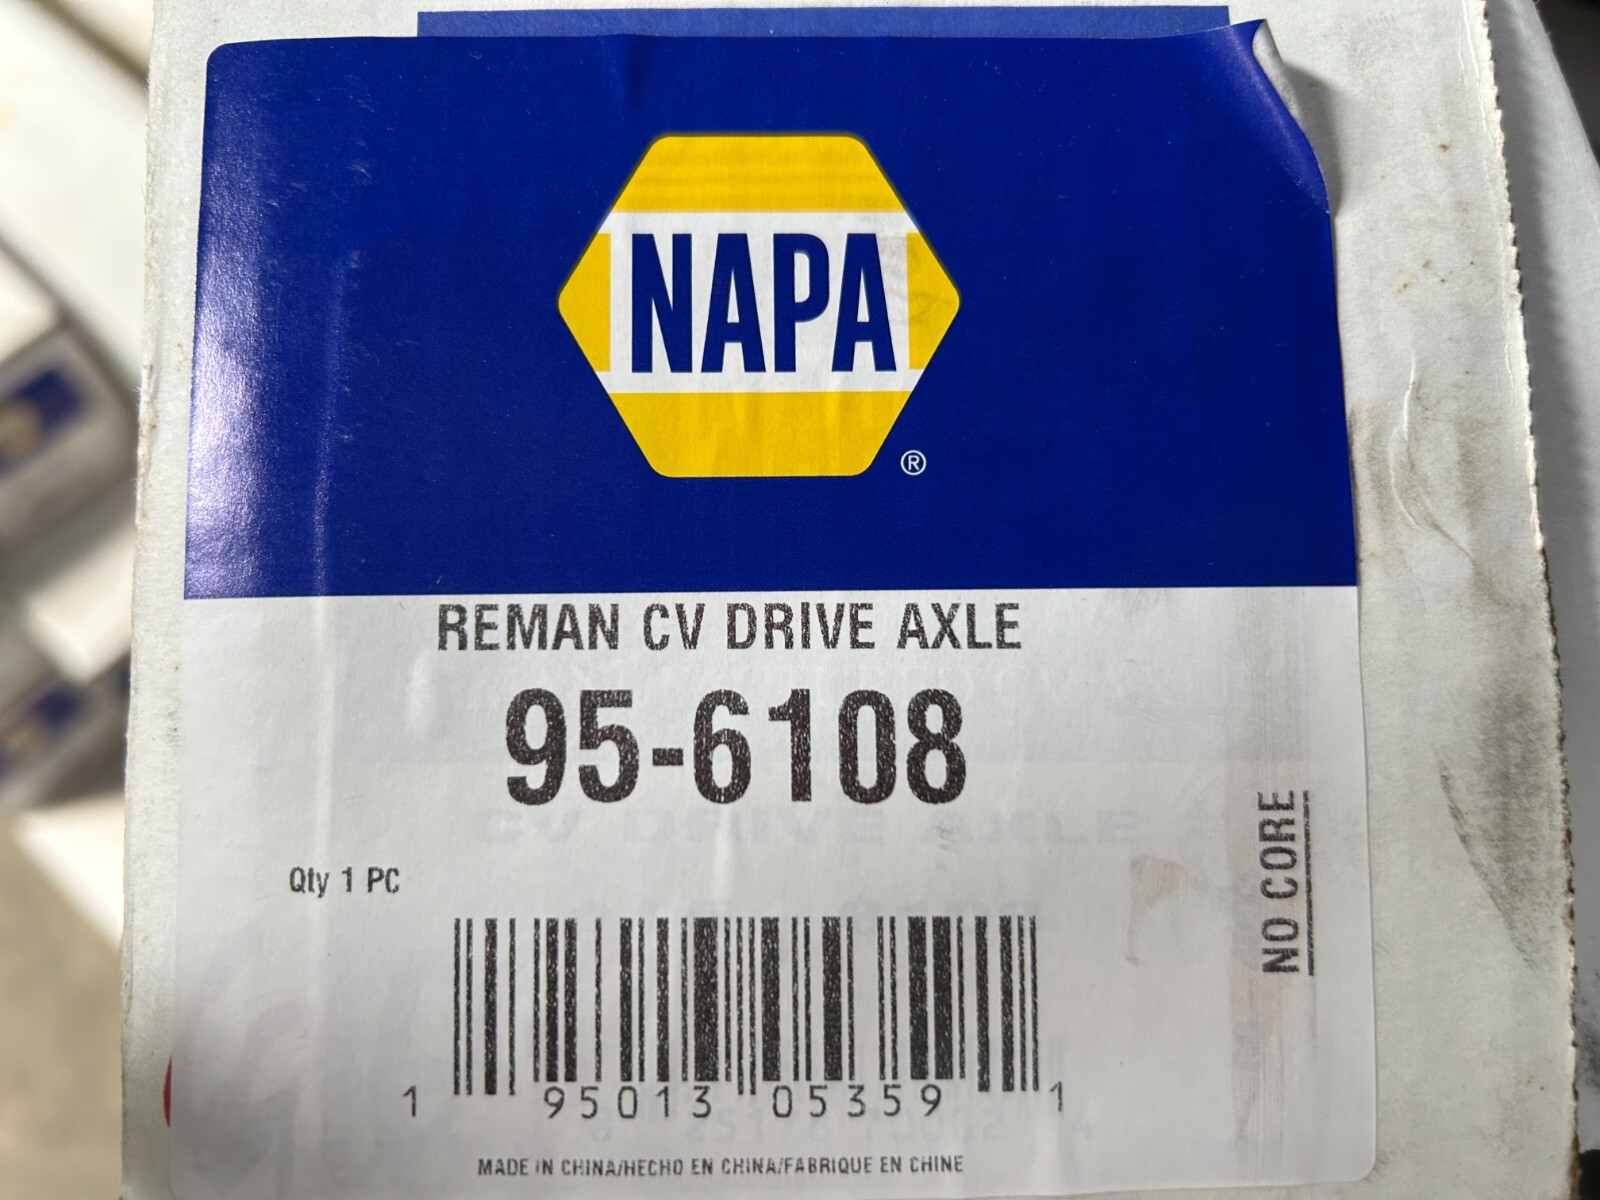 NAPA
®
REMAN CV DRIVE AXLE
95-6108
NO CORE
Qty 1 PC
1 95013 05359 1
MADE IN CHINA/HECHO EN CHINA/FABRIQUE EN CHINE